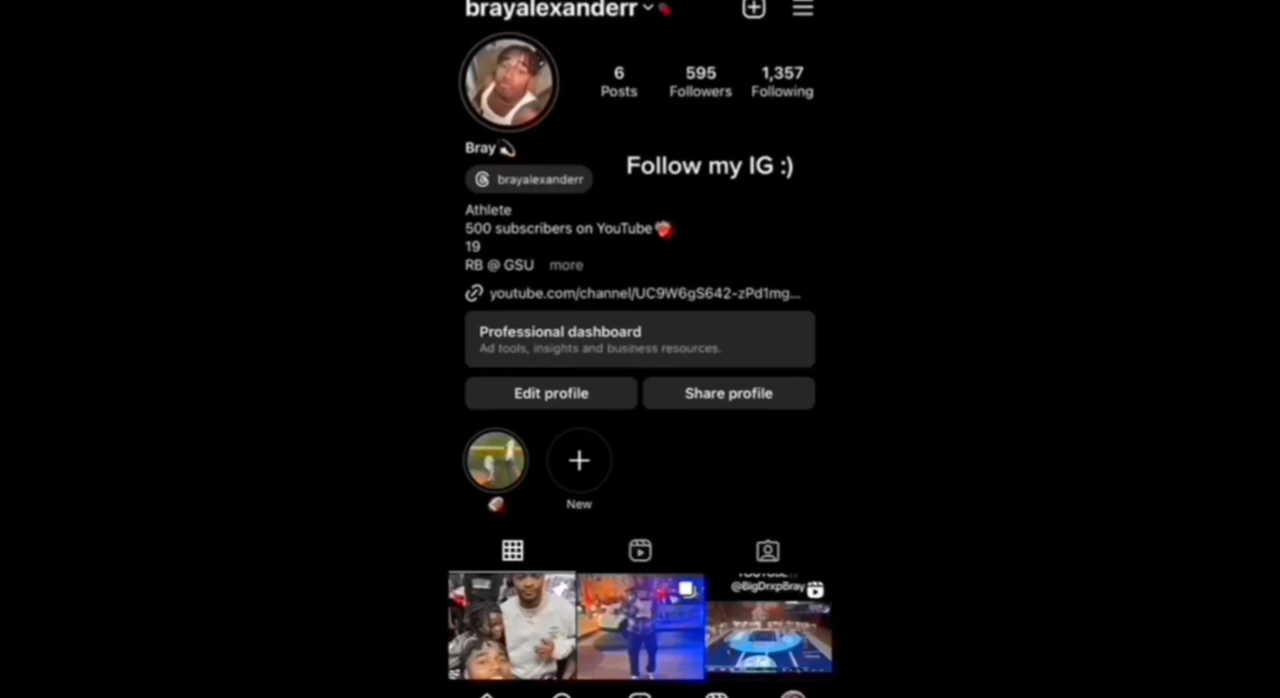 brayalexanderr
6 595 1,357
Posts Followers Following
Bray
Follow my IG :)
brayalexanderr
Athlete
500 subscribers on YouTube
19
RB @ GSU more
youtube.com/channel/UC9W6gS642-zPd1mg...
Professional dashboard
Ad tools, insights and business resources.
Edit profile Share profile
New
@BigDrxpBray